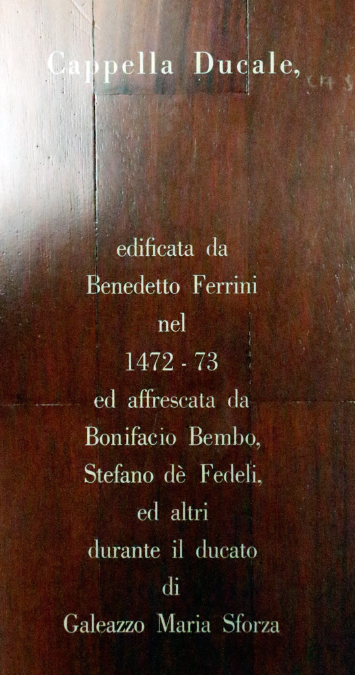 Cappella Ducale,
edificata da
Benedetto Ferrini
nel
1472 - 73
ed affrescata da
Bonifacio Bembo,
Stefano dè Fedeli,
ed altri
durante il ducato
di
Galeazzo Maria Sforza